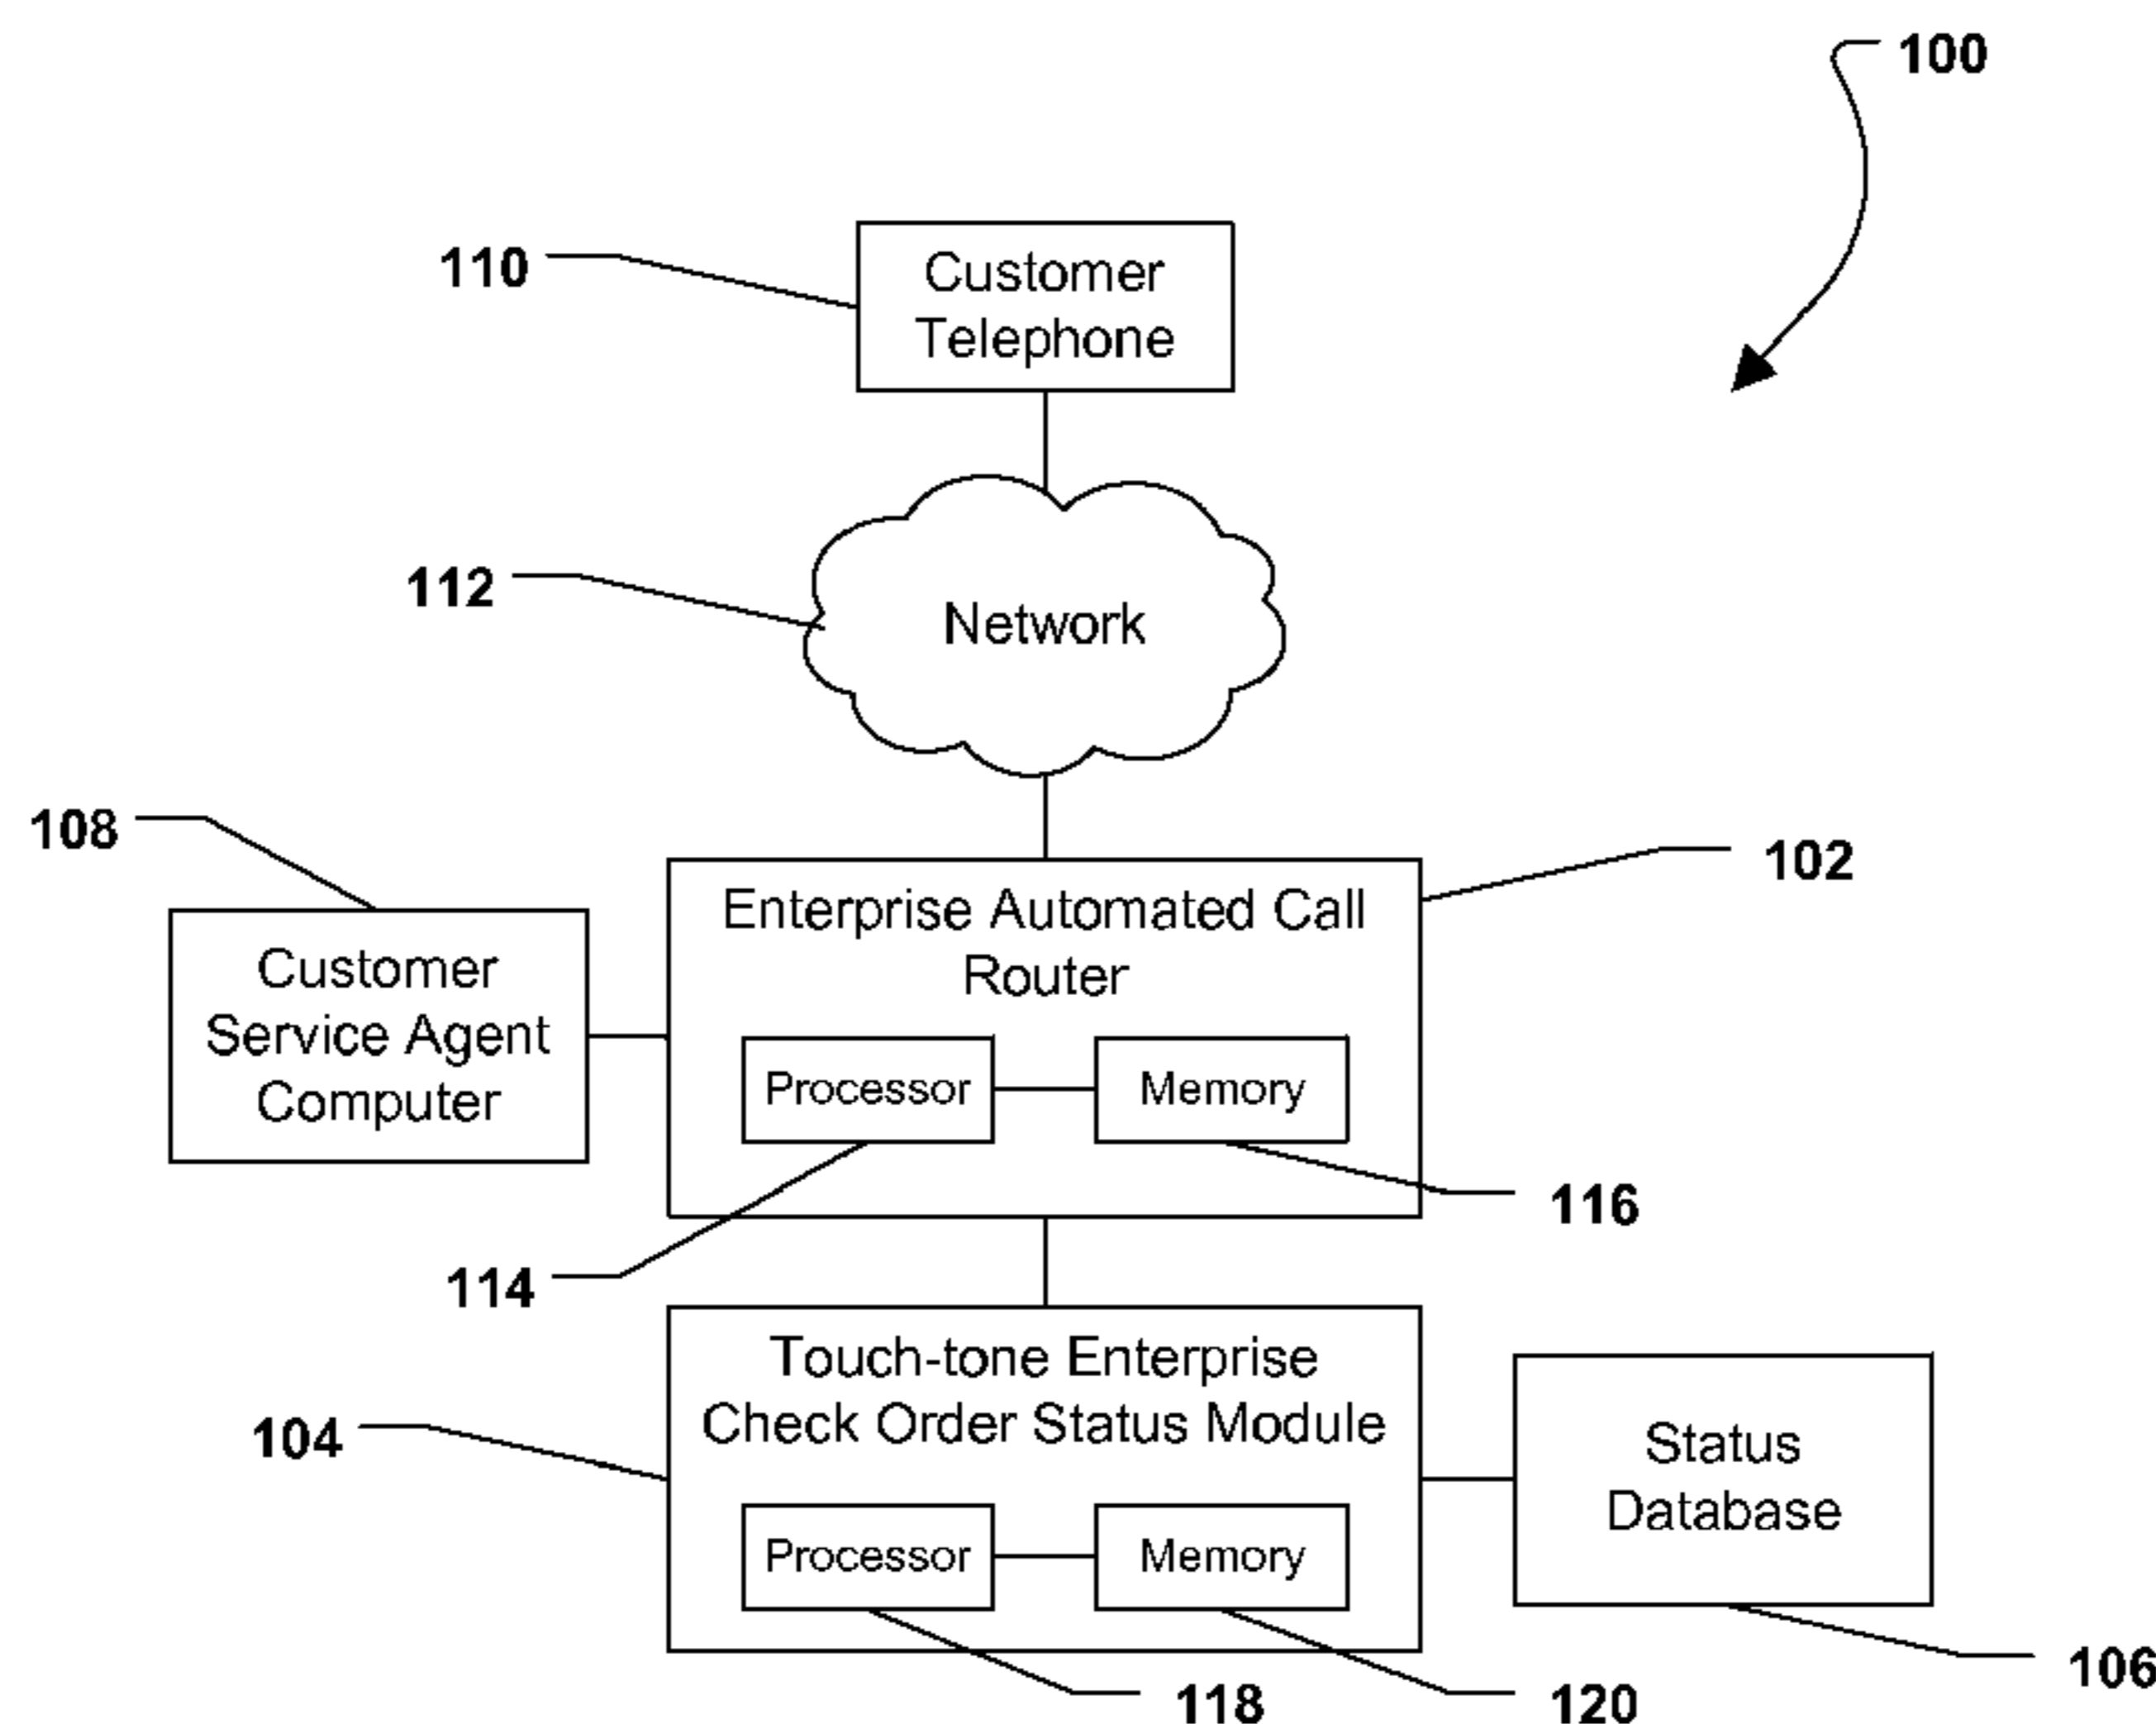 100
110
Customer
Telephone
112
Network
108
102
Enterprise Automated Call
Router
Customer
Service Agent
Computer
Processor
Memory
116
114
Touch-tone Enterprise
Check Order Status Module
104
Status
Database
Processor
Memory
106
118
120